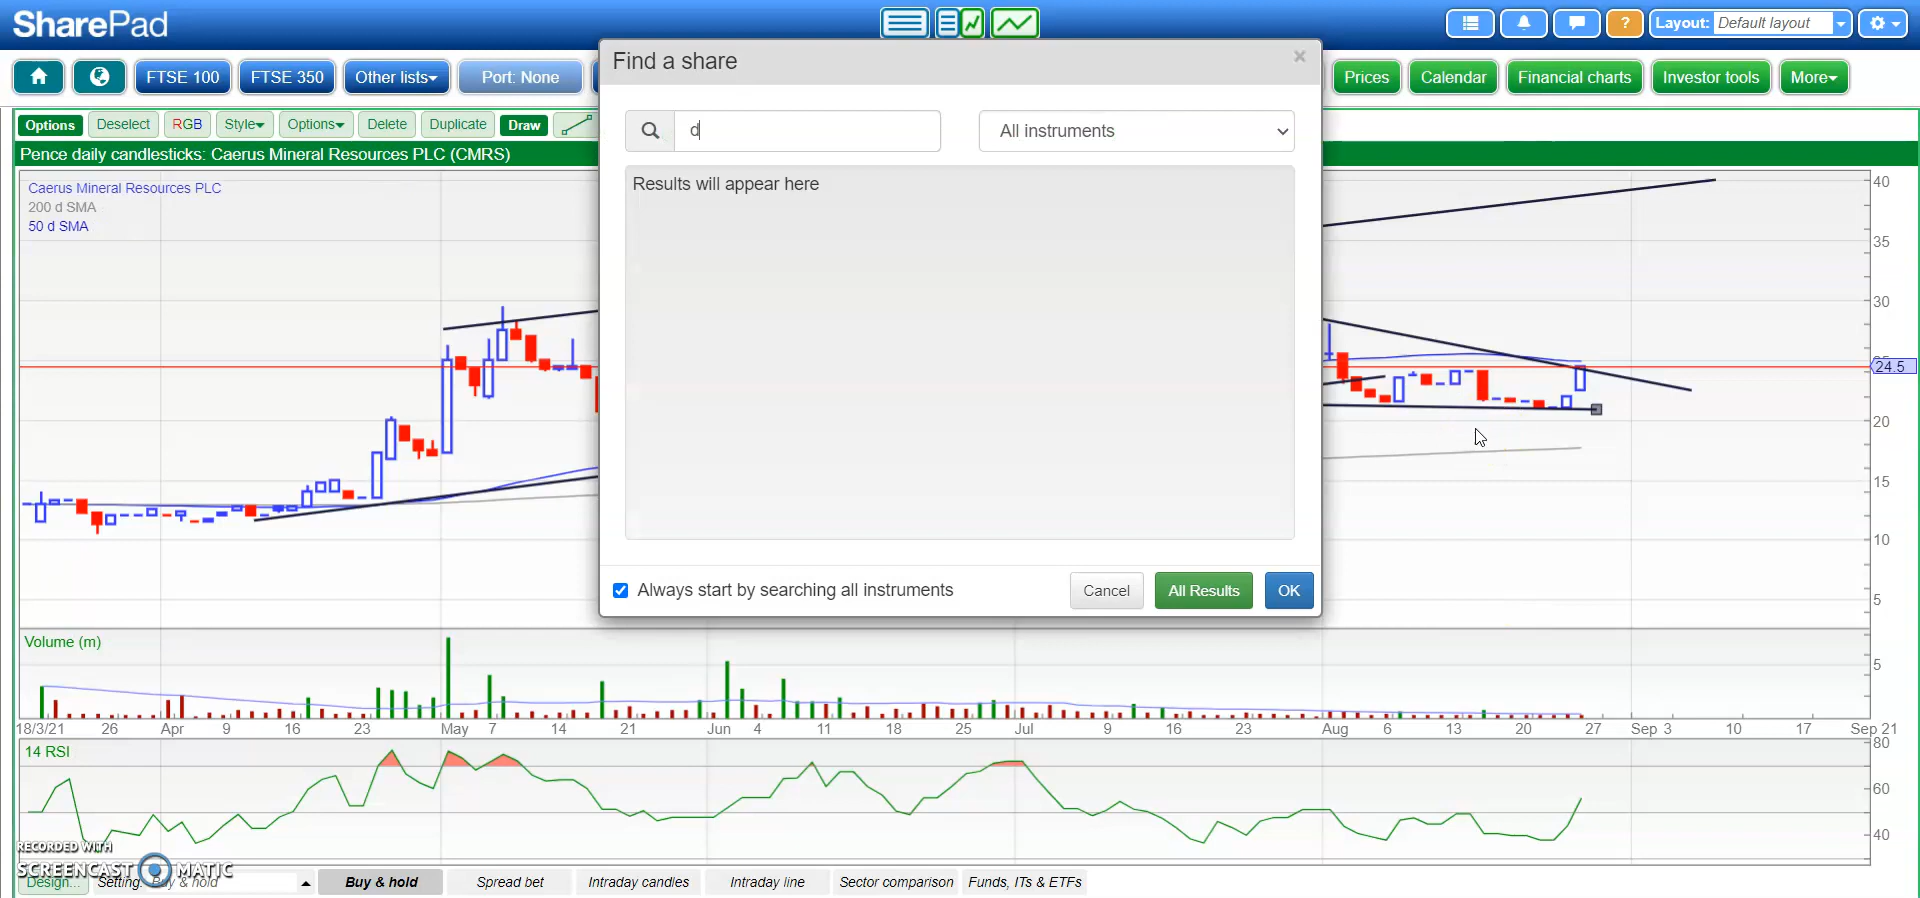 SharePad
Layout: Default layout
FTSE 100 FTSE 350 Other lists Port: None
Prices Calendar Financial charts Investor tools More
Find a share
×
Options Deselect RGB Style Options Delete Duplicate Draw
d
All instruments
Pence daily candlesticks: Caerus Mineral Resources PLC (CMRS)
Results will appear here
Caerus Mineral Resources PLC
200 d SMA
50 d SMA
40
35
30
24.5
20
15
10
5
Always start by searching all instruments
Cancel All Results OK
Volume (m)
5
18/3/21 26 Apr 9 16 23 May 7 14 21 Jun 4 11 18 25 Jul 9 16 23 Aug 6 13 20 27 Sep 3 10 17 Sep 21
14 RSI
80
60
40
RECORDED WITH
SCREENCAST MATIC
Design... Setting: Buy & hold
Buy & hold Spread bet Intraday candles Intraday line Sector comparison Funds, ITs & ETFs